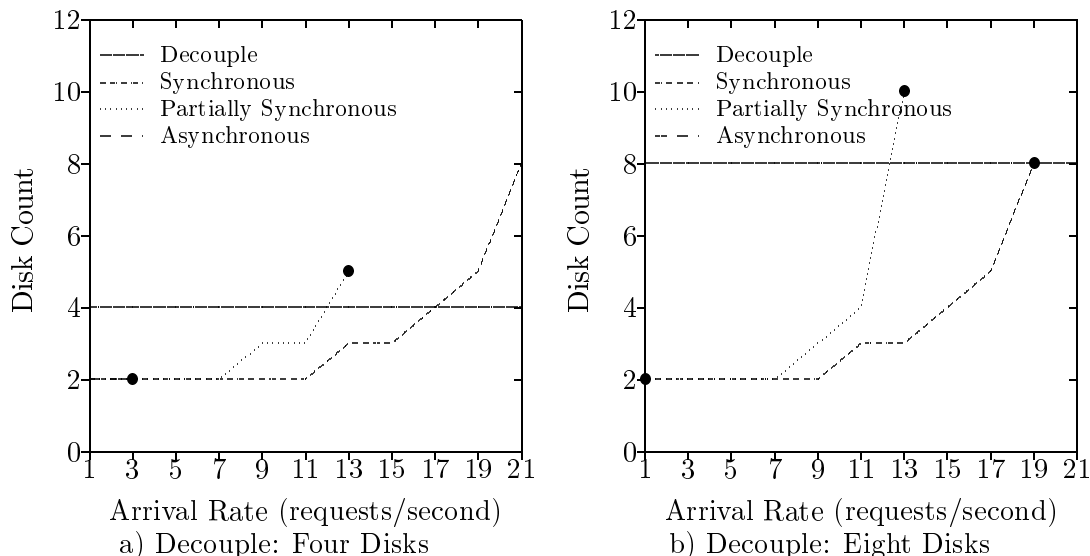 12
10
8
6
4
2
0
Disk Count
Decouple
Synchronous
Partially Synchronous
Asynchronous
1 3 5 7 9 11 13 15 17 19 21
Arrival Rate (requests/second)
a) Decouple: Four Disks
12
10
8
6
4
2
0
Disk Count
Decouple
Synchronous
Partially Synchronous
Asynchronous
1 3 5 7 9 11 13 15 17 19 21
Arrival Rate (requests/second)
b) Decouple: Eight Disks